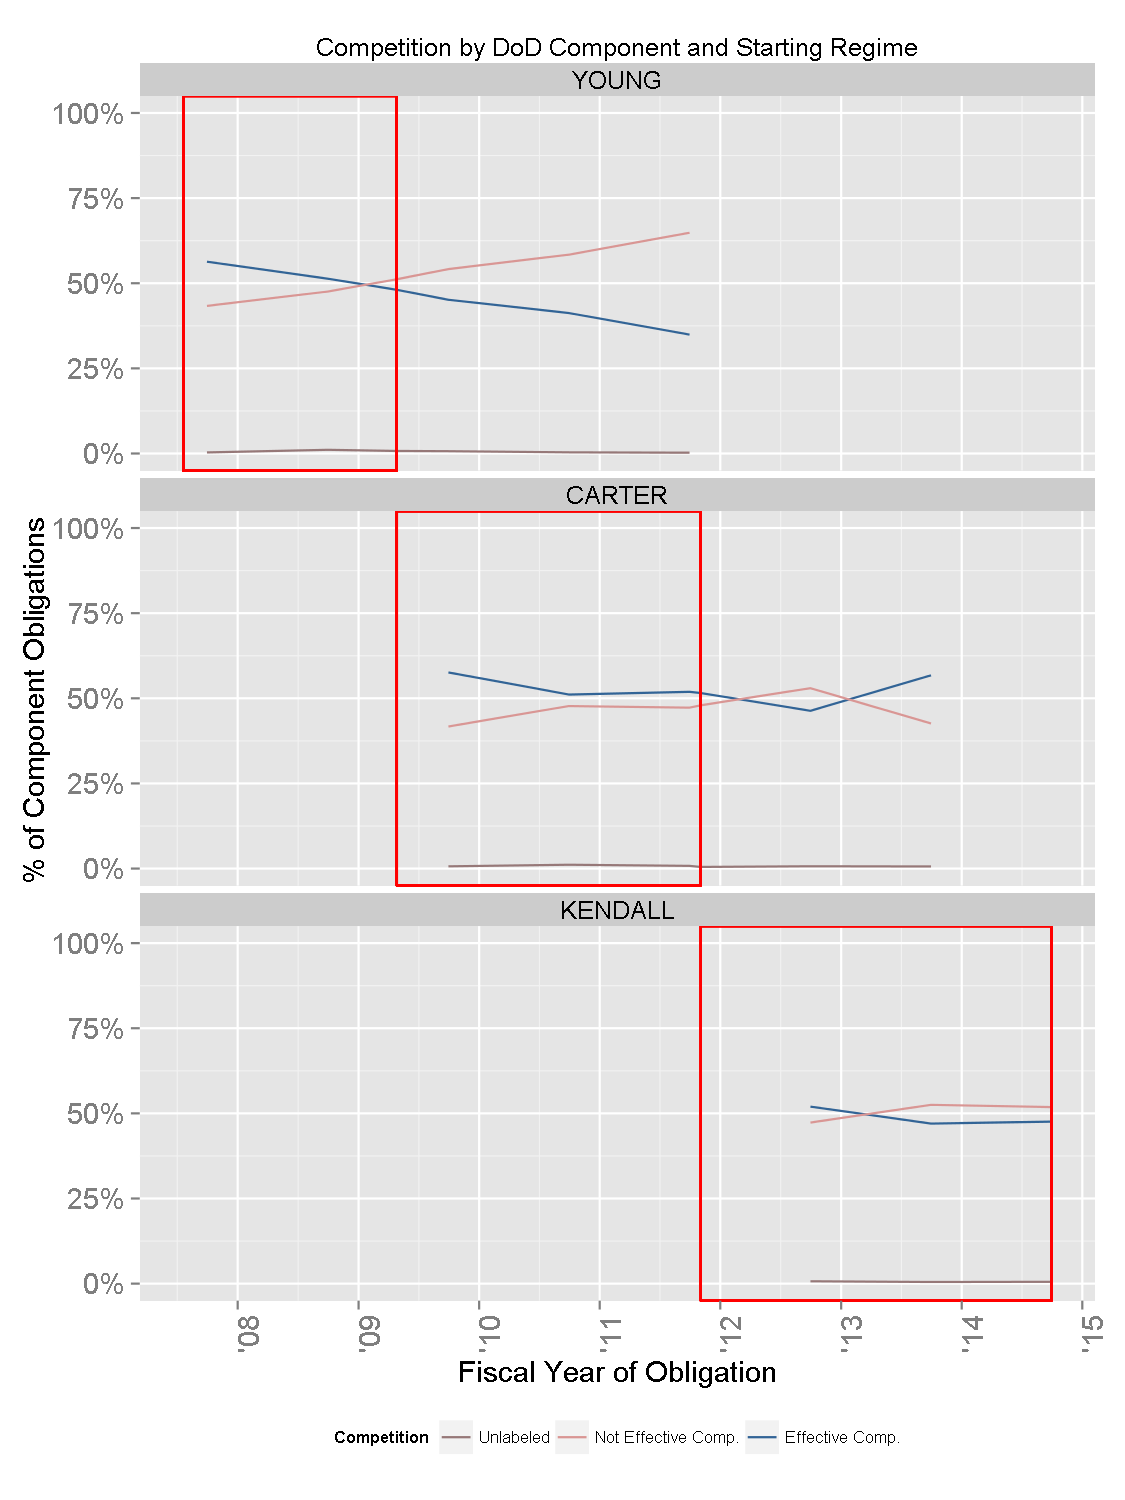 Competition by DoD Component and Starting Regime
YOUNG
100%
75%
50%
25%
0%
CARTER
100%
75%
50%
25%
0%
% of Component Obligations
KENDALL
100%
75%
50%
25%
0%
'08 '09 '10 '11 '12 '13 '14 '15
Fiscal Year of Obligation
Competition Unlabeled Not Effective Comp. Effective Comp.